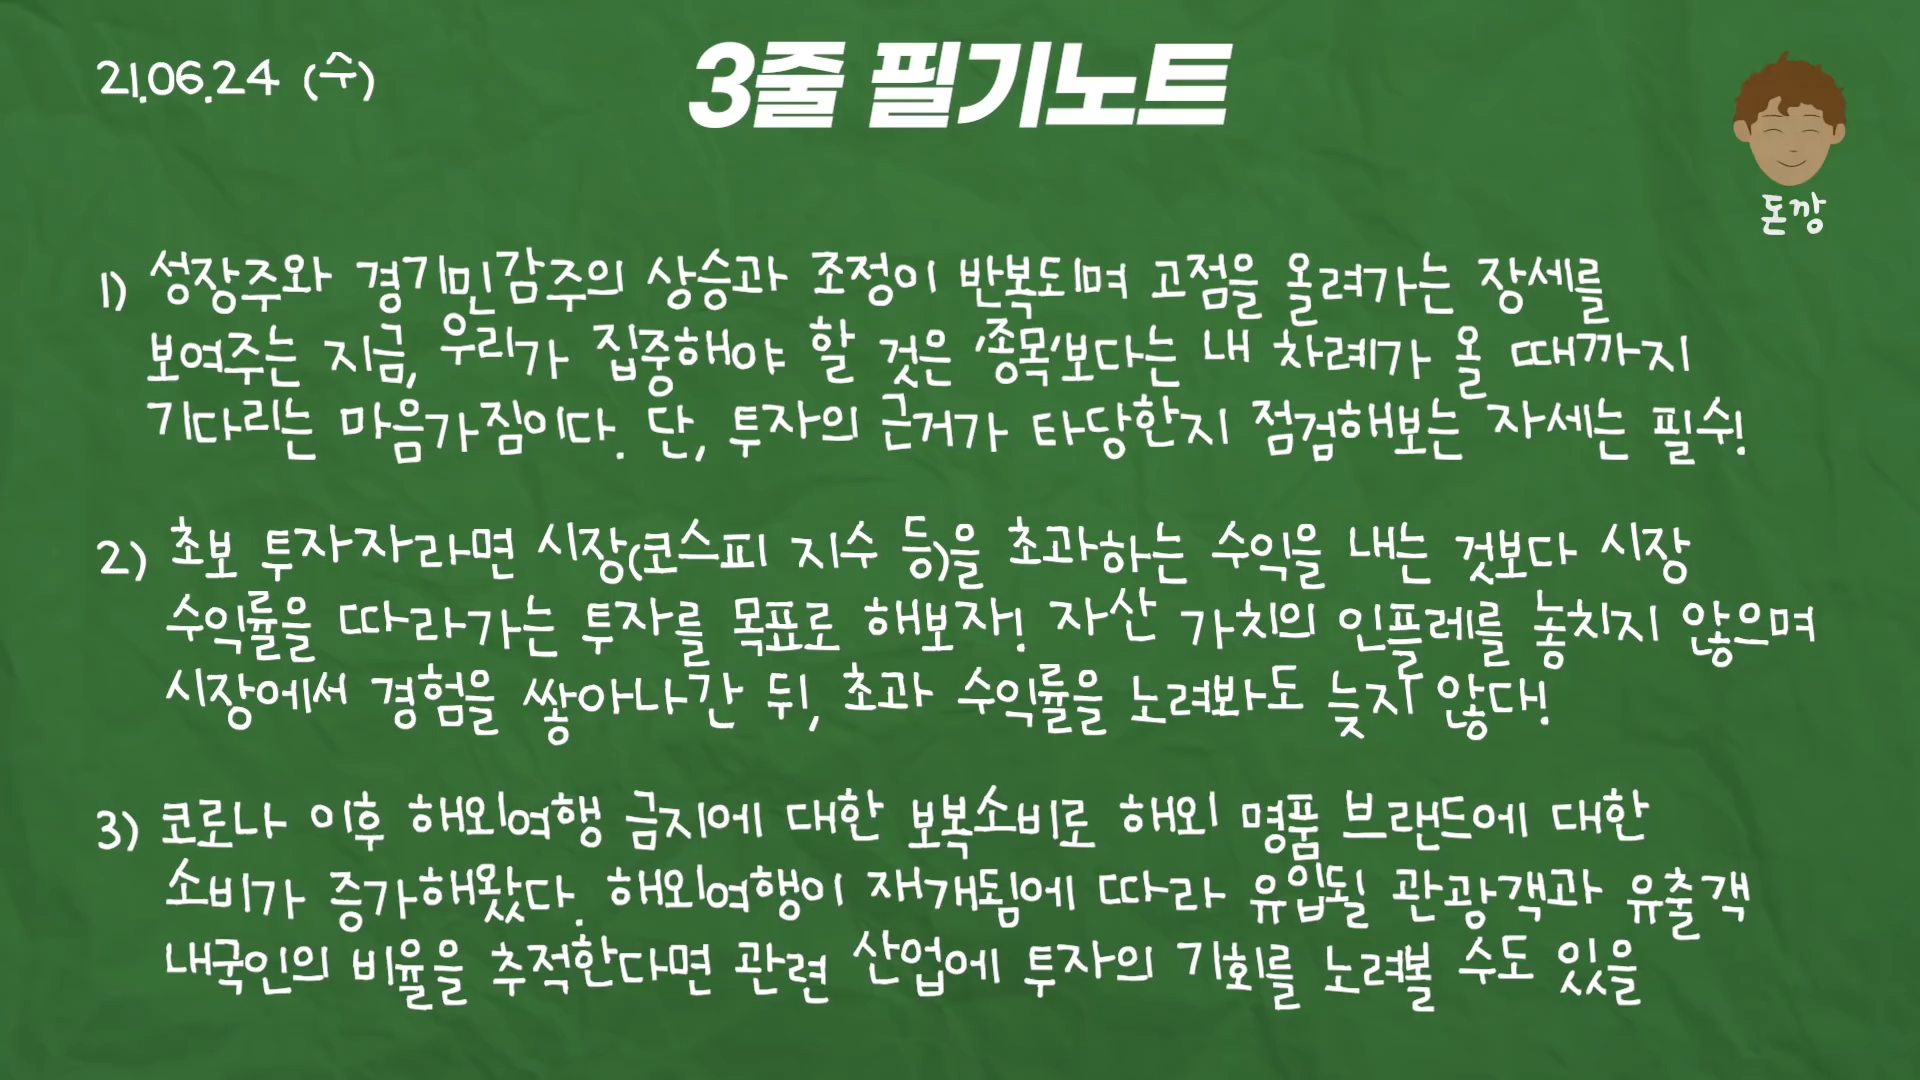 21.06.24 (수)
3줄 필기노트
돈깡
1) 성장주와 경기민감주의 상승과 조정이 반복되며 고점을 올려가는 장세를
보여주는 지금, 우리가 집중해야 할 것은 '종목'보다는 내 차례가 올 때까지
기다리는 마음가짐이다. 단, 투자의 근거가 타당한지 점검해보는 자세는 필수!
2) 초보 투자자라면 시장(코스피 지수 등)을 초과하는 수익을 내는 것보다 시장
수익률을 따라가는 투자를 목표로 해보자! 자산 가치의 인플레를 놓치지 않으며
시장에서 경험을 쌓아나간 뒤, 초과 수익률을 노려봐도 늦지 않다!
3) 코로나 이후 해외여행 금지에 대한 보복소비로 해외 명품 브랜드에 대한
소비가 증가해왔다. 해외여행이 재개됨에 따라 유입될 관광객과 유출객
내국인의 비율을 추적한다면 관련 산업에 투자의 기회를 노려볼 수도 있을